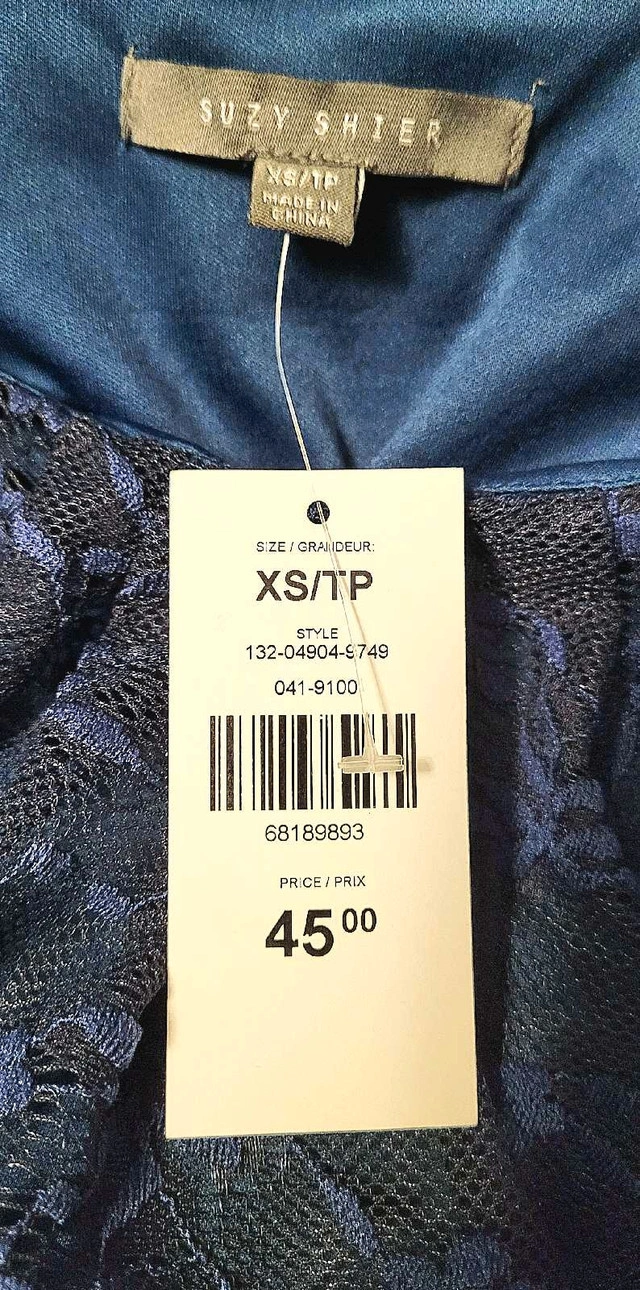 SUZY SHIER
XS/TP
MADE IN
CHINA
SIZE / GRANDEUR:
XS/TP
STYLE
132-04904-9749
041-9100
68189893
PRICE / PRIX
45 00